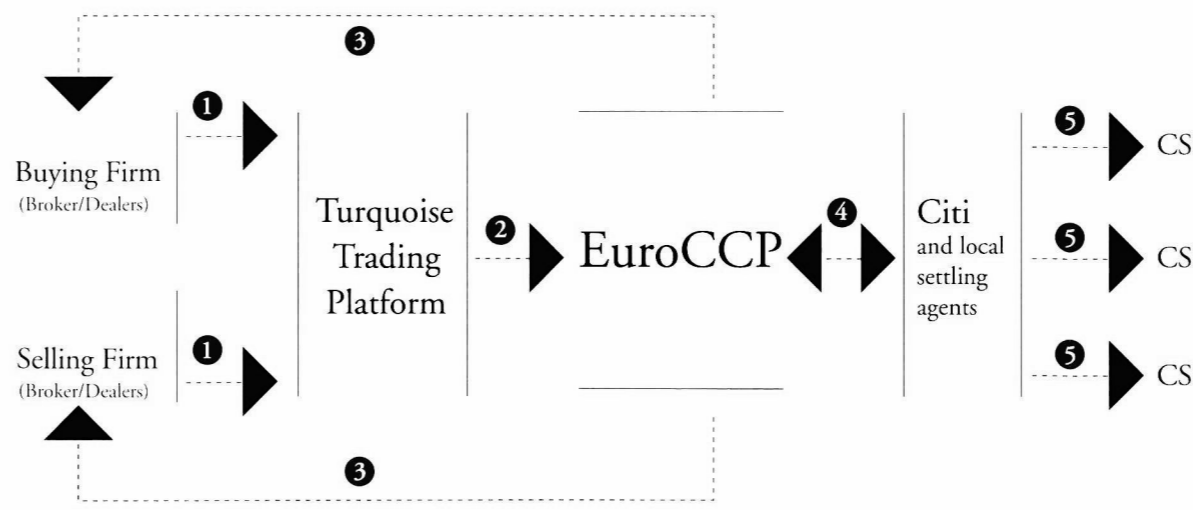 3
1
Buying Firm
(Broker/Dealers)
Turquoise
Trading
Platform
2
EuroCCP
4
Citi
and local
settling
agents
5
CS
5
CS
5
CS
1
Selling Firm
(Broker/Dealers)
3